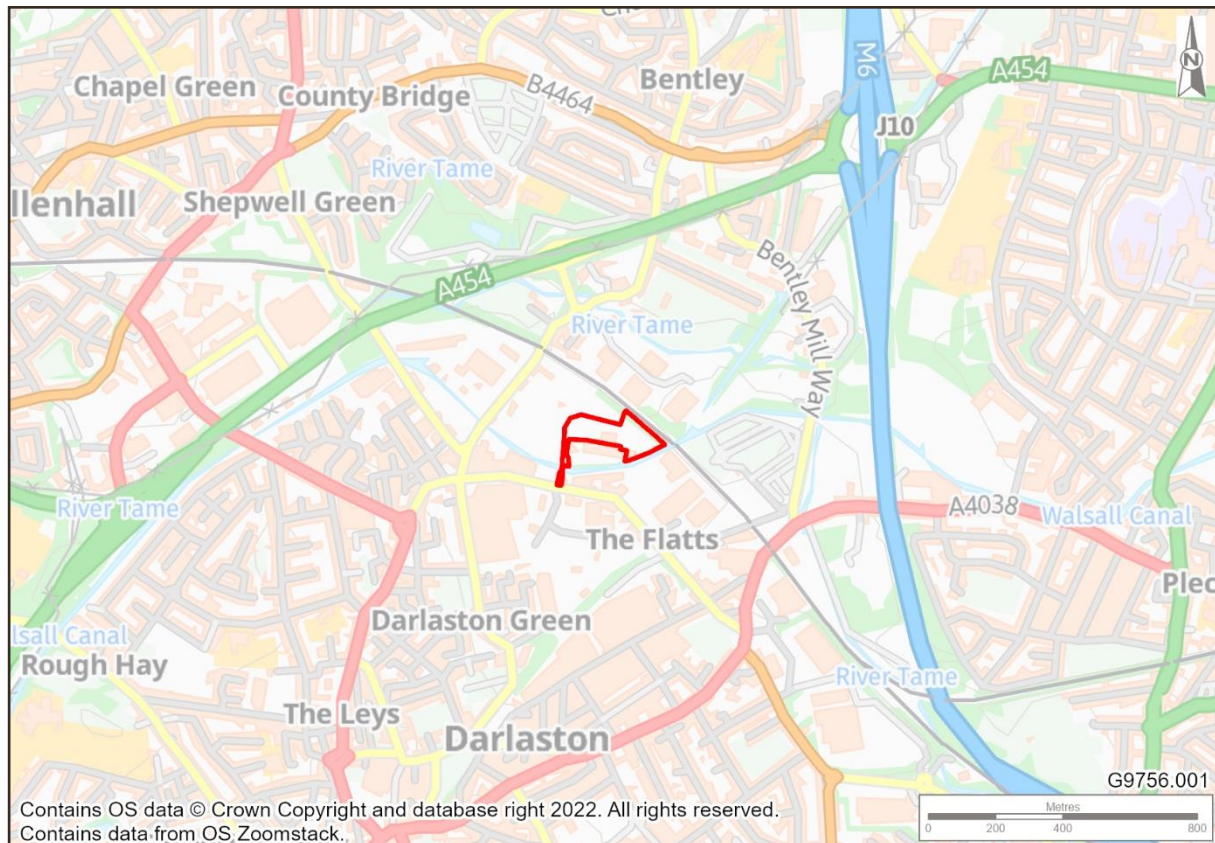 Chapel Green
County Bridge
B4464
Bentley
M6
A454
N
J10
River Tame
llenhall
Shepwell Green
A454
Bentley Mill Way
River Tame
River Tame
The Flatts
A4038
Walsall Canal
Plec
Darlaston Green
lsall Canal
Rough Hay
River Tame
The Leys
Darlaston
G9756.001
Contains OS data © Crown Copyright and database right 2022. All rights reserved.
Contains data from OS Zoomstack.
Metres
0 200 400 800